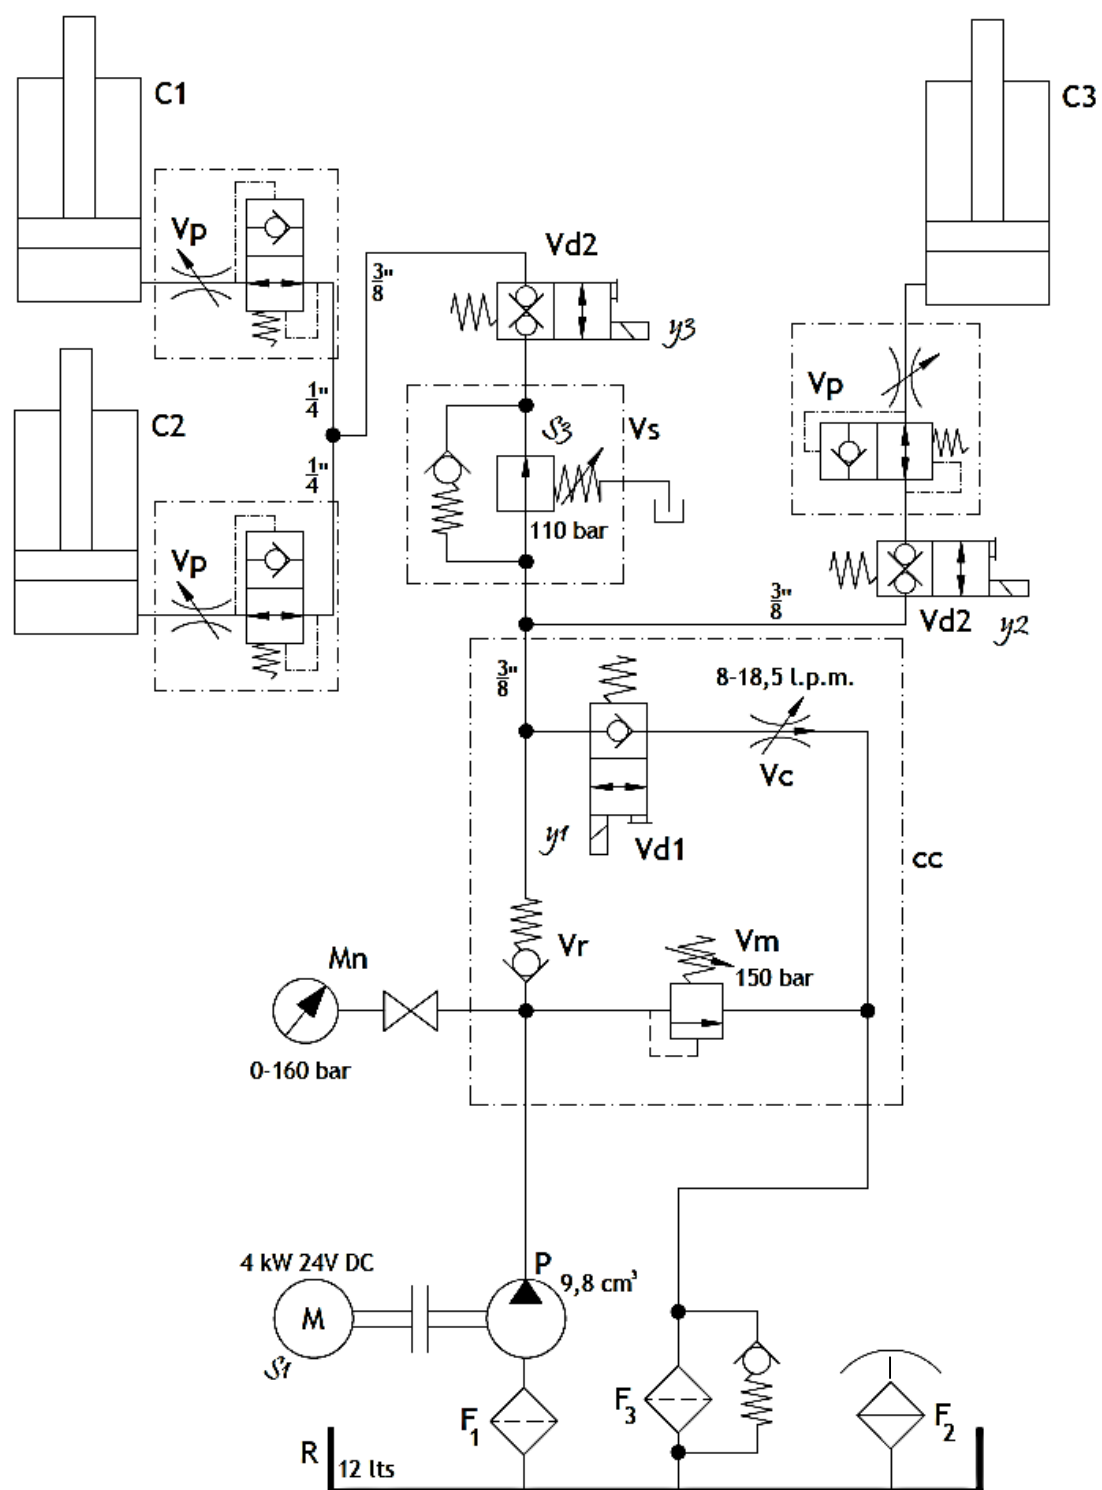 C1
C3
Vp
Vd2
3"
8
y3
1"
4
Vp
C2
S3
Vs
1"
4
110 bar
Vp
3"
8
Vd2
y2
3"
8
8-18,5 l.p.m.
Vc
y1
Vd1
cc
Vr
Vm
150 bar
Mn
0-160 bar
4 kW 24V DC
P
9,8 cm³
M
S1
F1
F3
F2
R
12 lts